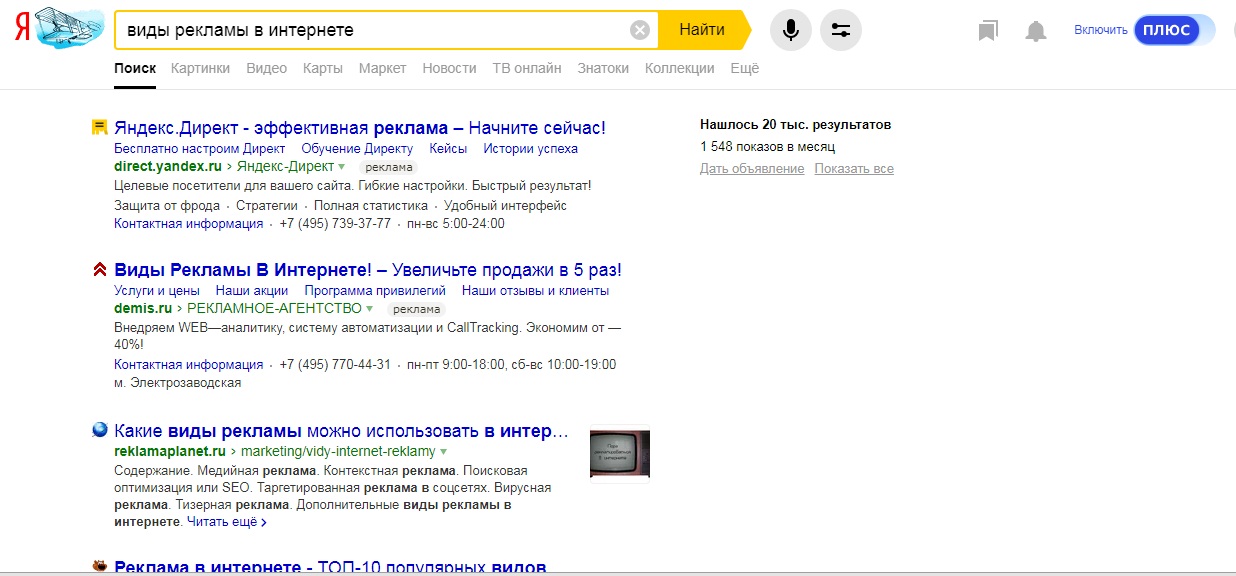 Я
виды рекламы в интернете
Найти
Включить ПЛЮС
Поиск Картинки Видео Карты Маркет Новости ТВ онлайн Знатоки Коллекции Ещё
Яндекс.Директ - эффективная реклама – Начните сейчас!
Бесплатно настроим Директ Обучение Директу Кейсы Истории успеха
direct.yandex.ru › Яндекс-Директ реклама
Целевые посетители для вашего сайта. Гибкие настройки. Быстрый результат!
Защита от фрода · Стратегии · Полная статистика · Удобный интерфейс
Контактная информация · +7 (495) 739-37-77 · пн-вс 5:00-24:00
Виды Рекламы В Интернете! – Увеличьте продажи в 5 раз!
Услуги и цены Наши акции Программа привилегий Наши отзывы и клиенты
demis.ru › РЕКЛАМНОЕ-АГЕНТСТВО реклама
Внедряем WEB—аналитику, систему автоматизации и CallTracking. Экономим от —
40%!
Контактная информация · +7 (495) 770-44-31 · пн-пт 9:00-18:00, сб-вс 10:00-19:00
м. Электрозаводская
Какие виды рекламы можно использовать в интер...
reklamaplanet.ru › marketing/vidy-internet-reklamy
Содержание. Медийная реклама. Контекстная реклама. Поисковая
оптимизация или SEO. Таргетированная реклама в соцсетях. Вирусная
реклама. Тизерная реклама. Дополнительные виды рекламы в
интернете. Читать ещё ›
Реклама в интернете - ТОП-10 популярных видов
Нашлось 20 тыс. результатов
1 548 показов в месяц
Дать объявление Показать все